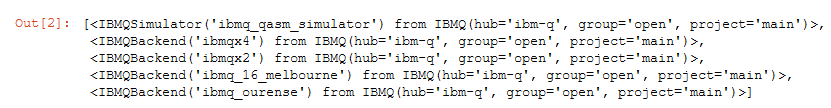 Out[2]: [<IBMQSimulator('ibmq_qasm_simulator') from IBMQ(hub='ibm-q', group='open', project='main')>,
<IBMQBackend('ibmqx4') from IBMQ(hub='ibm-q', group='open', project='main')>,
<IBMQBackend('ibmqx2') from IBMQ(hub='ibm-q', group='open', project='main')>,
<IBMQBackend('ibmq_16_melbourne') from IBMQ(hub='ibm-q', group='open', project='main')>,
<IBMQBackend('ibmq_ourense') from IBMQ(hub='ibm-q', group='open', project='main')>]